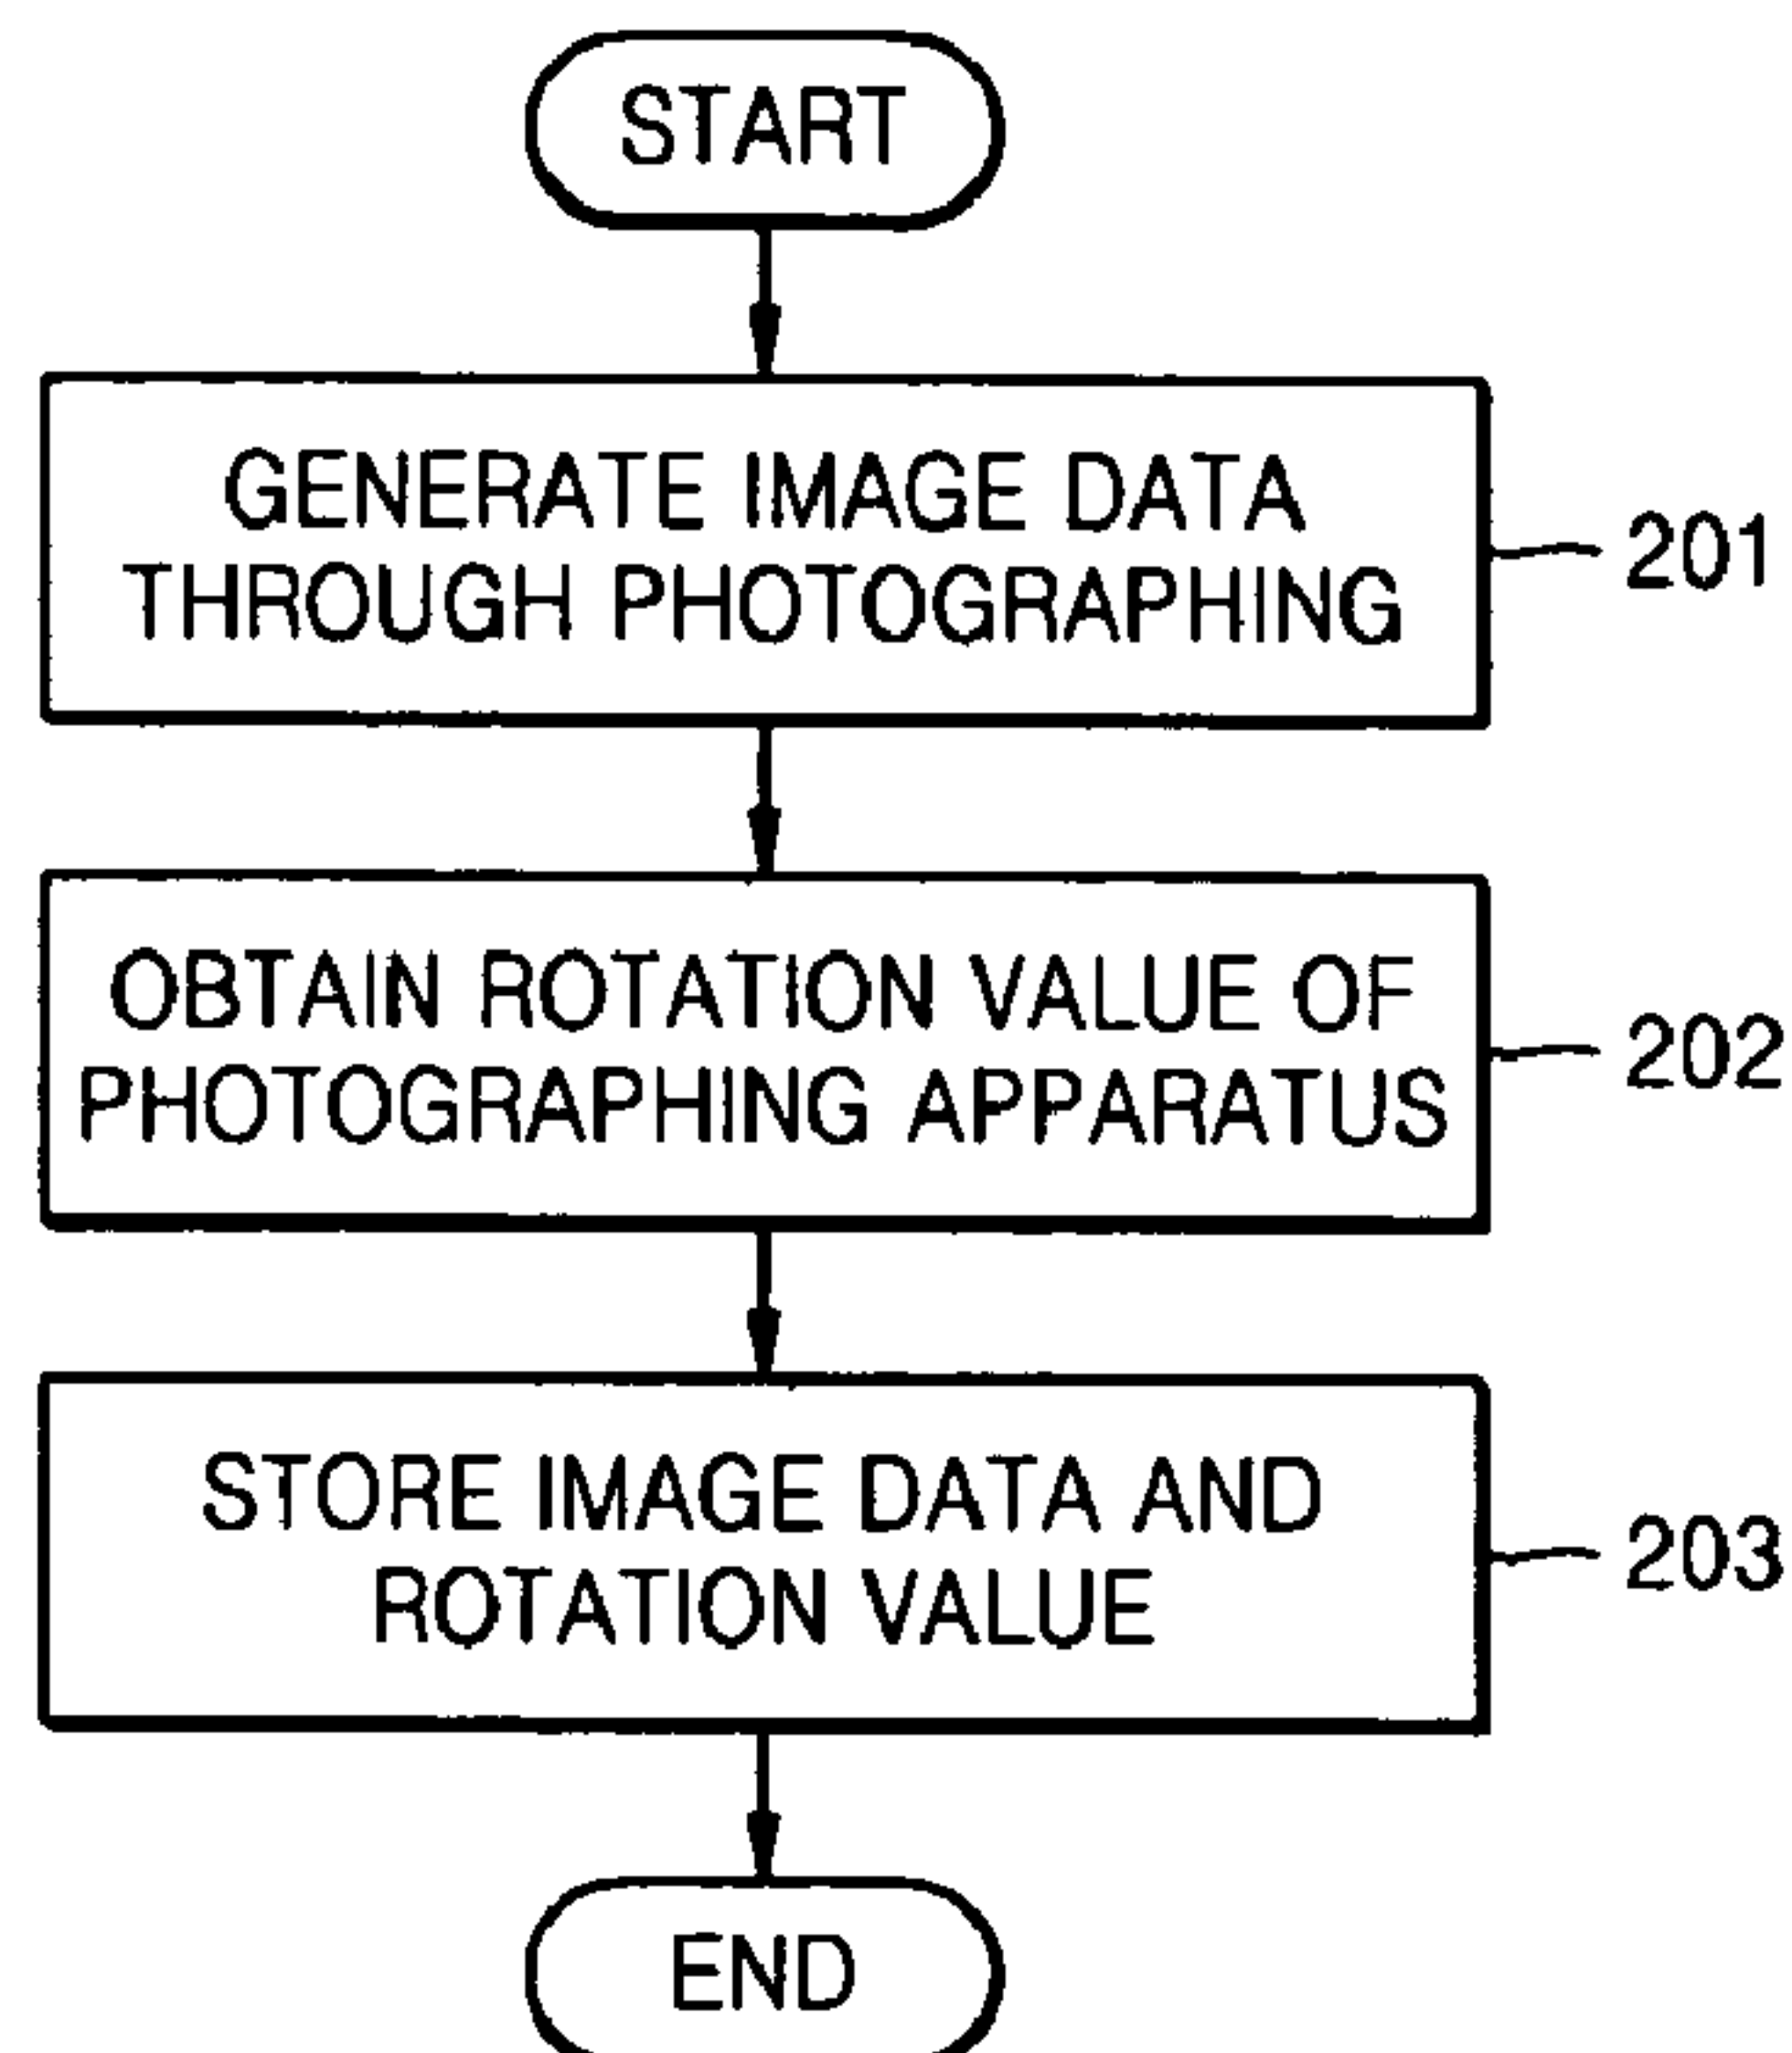 START
GENERATE IMAGE DATA
THROUGH PHOTOGRAPHING
201
OBTAIN ROTATION VALUE OF
PHOTOGRAPHING APPARATUS
202
STORE IMAGE DATA AND
ROTATION VALUE
203
END